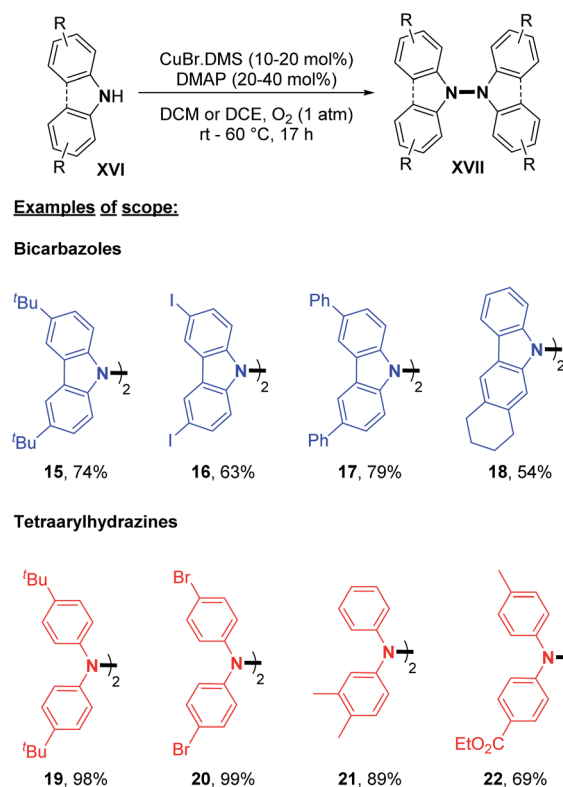 R
R
R
CuBr.DMS (10-20 mol%)
DMAP (20-40 mol%)
NH
N N
DCM or DCE, O₂ (1 atm)
rt - 60 °C, 17 h
R
R
R
XVI
XVII
Examples of scope:
Bicarbazoles
ᵗBu
I
Ph
N
N
N
N
)₂
)₂
)₂
)₂
ᵗBu
I
Ph
15, 74%
16, 63%
17, 79%
18, 54%
Tetraarylhydrazines
ᵗBu
Br
N
N
N
N
)₂
)₂
)₂
ᵗBu
Br
EtO₂C
19, 98%
20, 99%
21, 89%
22, 69%